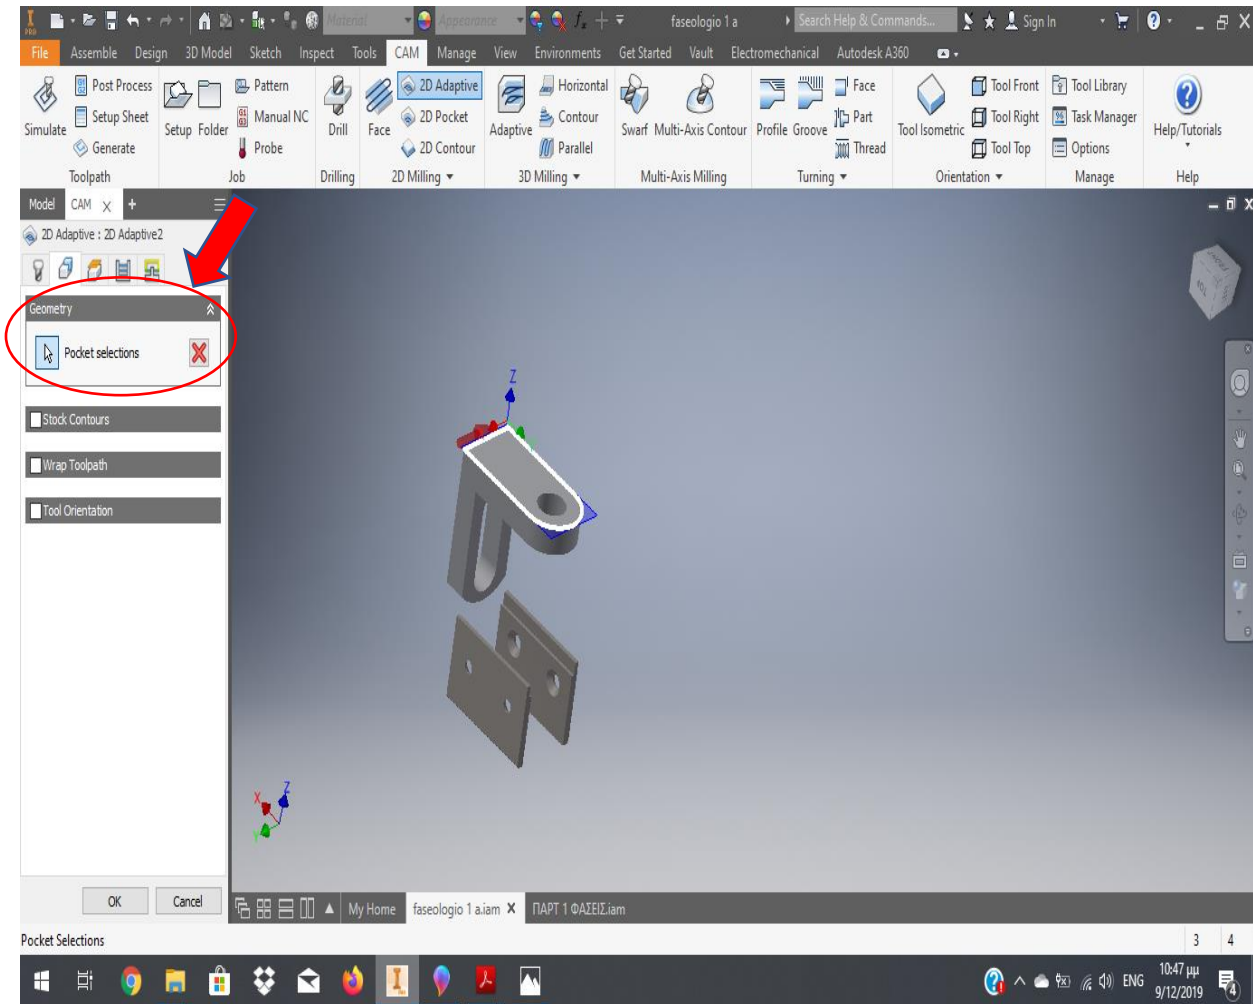 PRO Material Appearance faseologio 1 a Search Help & Commands... Sign In
File Assemble Design 3D Model Sketch Inspect Tools CAM Manage View Environments Get Started Vault Electromechanical Autodesk A360
Post Process Pattern 2D Adaptive Horizontal Face Tool Front Tool Library
Setup Sheet Manual NC 2D Pocket Contour Part Tool Right Task Manager
Simulate Setup Folder Drill Face Adaptive Swarf Multi-Axis Contour Profile Groove Tool Isometric Help/Tutorials
Generate Probe 2D Contour Parallel Thread Tool Top Options
Toolpath Job Drilling 2D Milling 3D Milling Multi-Axis Milling Turning Orientation Manage Help
Model CAM
2D Adaptive : 2D Adaptive2
Geometry
Pocket selections
Stock Contours
Wrap Toolpath
Tool Orientation
Z
Z
X
Y
OK Cancel
My Home faseologio 1 a.iam ΠΑΡΤ 1 ΦΑΣΕΙΣ.iam
Pocket Selections 3 4
ENG 10:47 μμ
9/12/2019
4